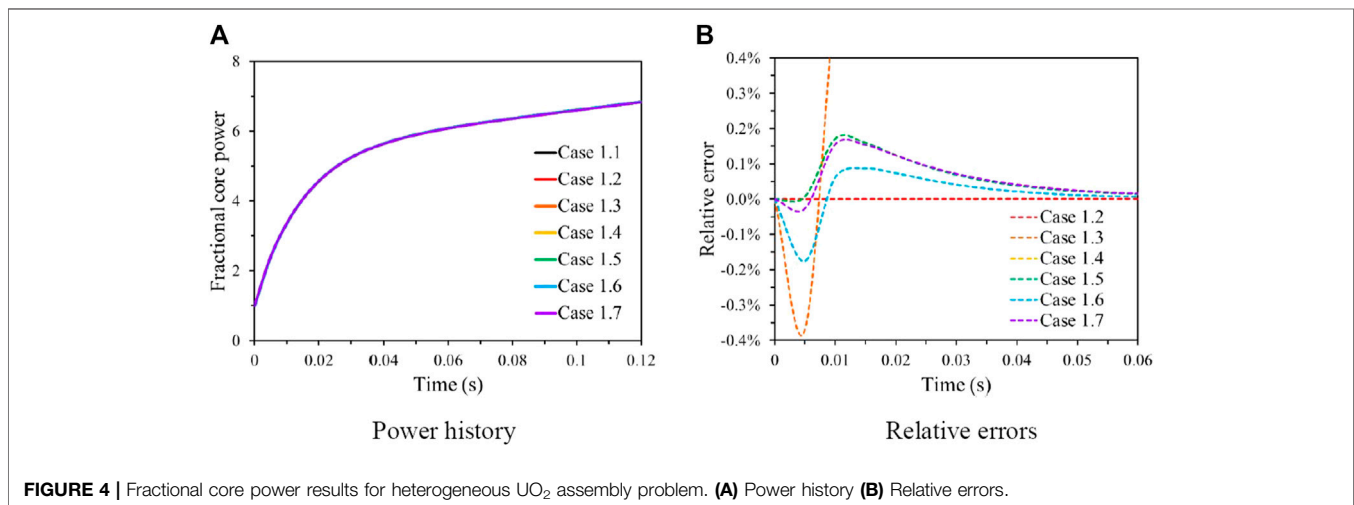 A
8
6
4
2
0
Fractional core power
Case 1.1
Case 1.2
Case 1.3
Case 1.4
Case 1.5
Case 1.6
Case 1.7
0 0.02 0.04 0.06 0.08 0.1 0.12
Time (s)
Power history
B
0.4%
0.4%
0.2%
0.1%
0.0%
-0.1%
-0.2%
-0.3%
-0.4%
Relative error
Case 1.2
Case 1.3
Case 1.4
Case 1.5
Case 1.6
Case 1.7
0 0.01 0.02 0.03 0.04 0.05 0.06
Time (s)
Relative errors
FIGURE 4 | Fractional core power results for heterogeneous UO₂ assembly problem. (A) Power history (B) Relative errors.